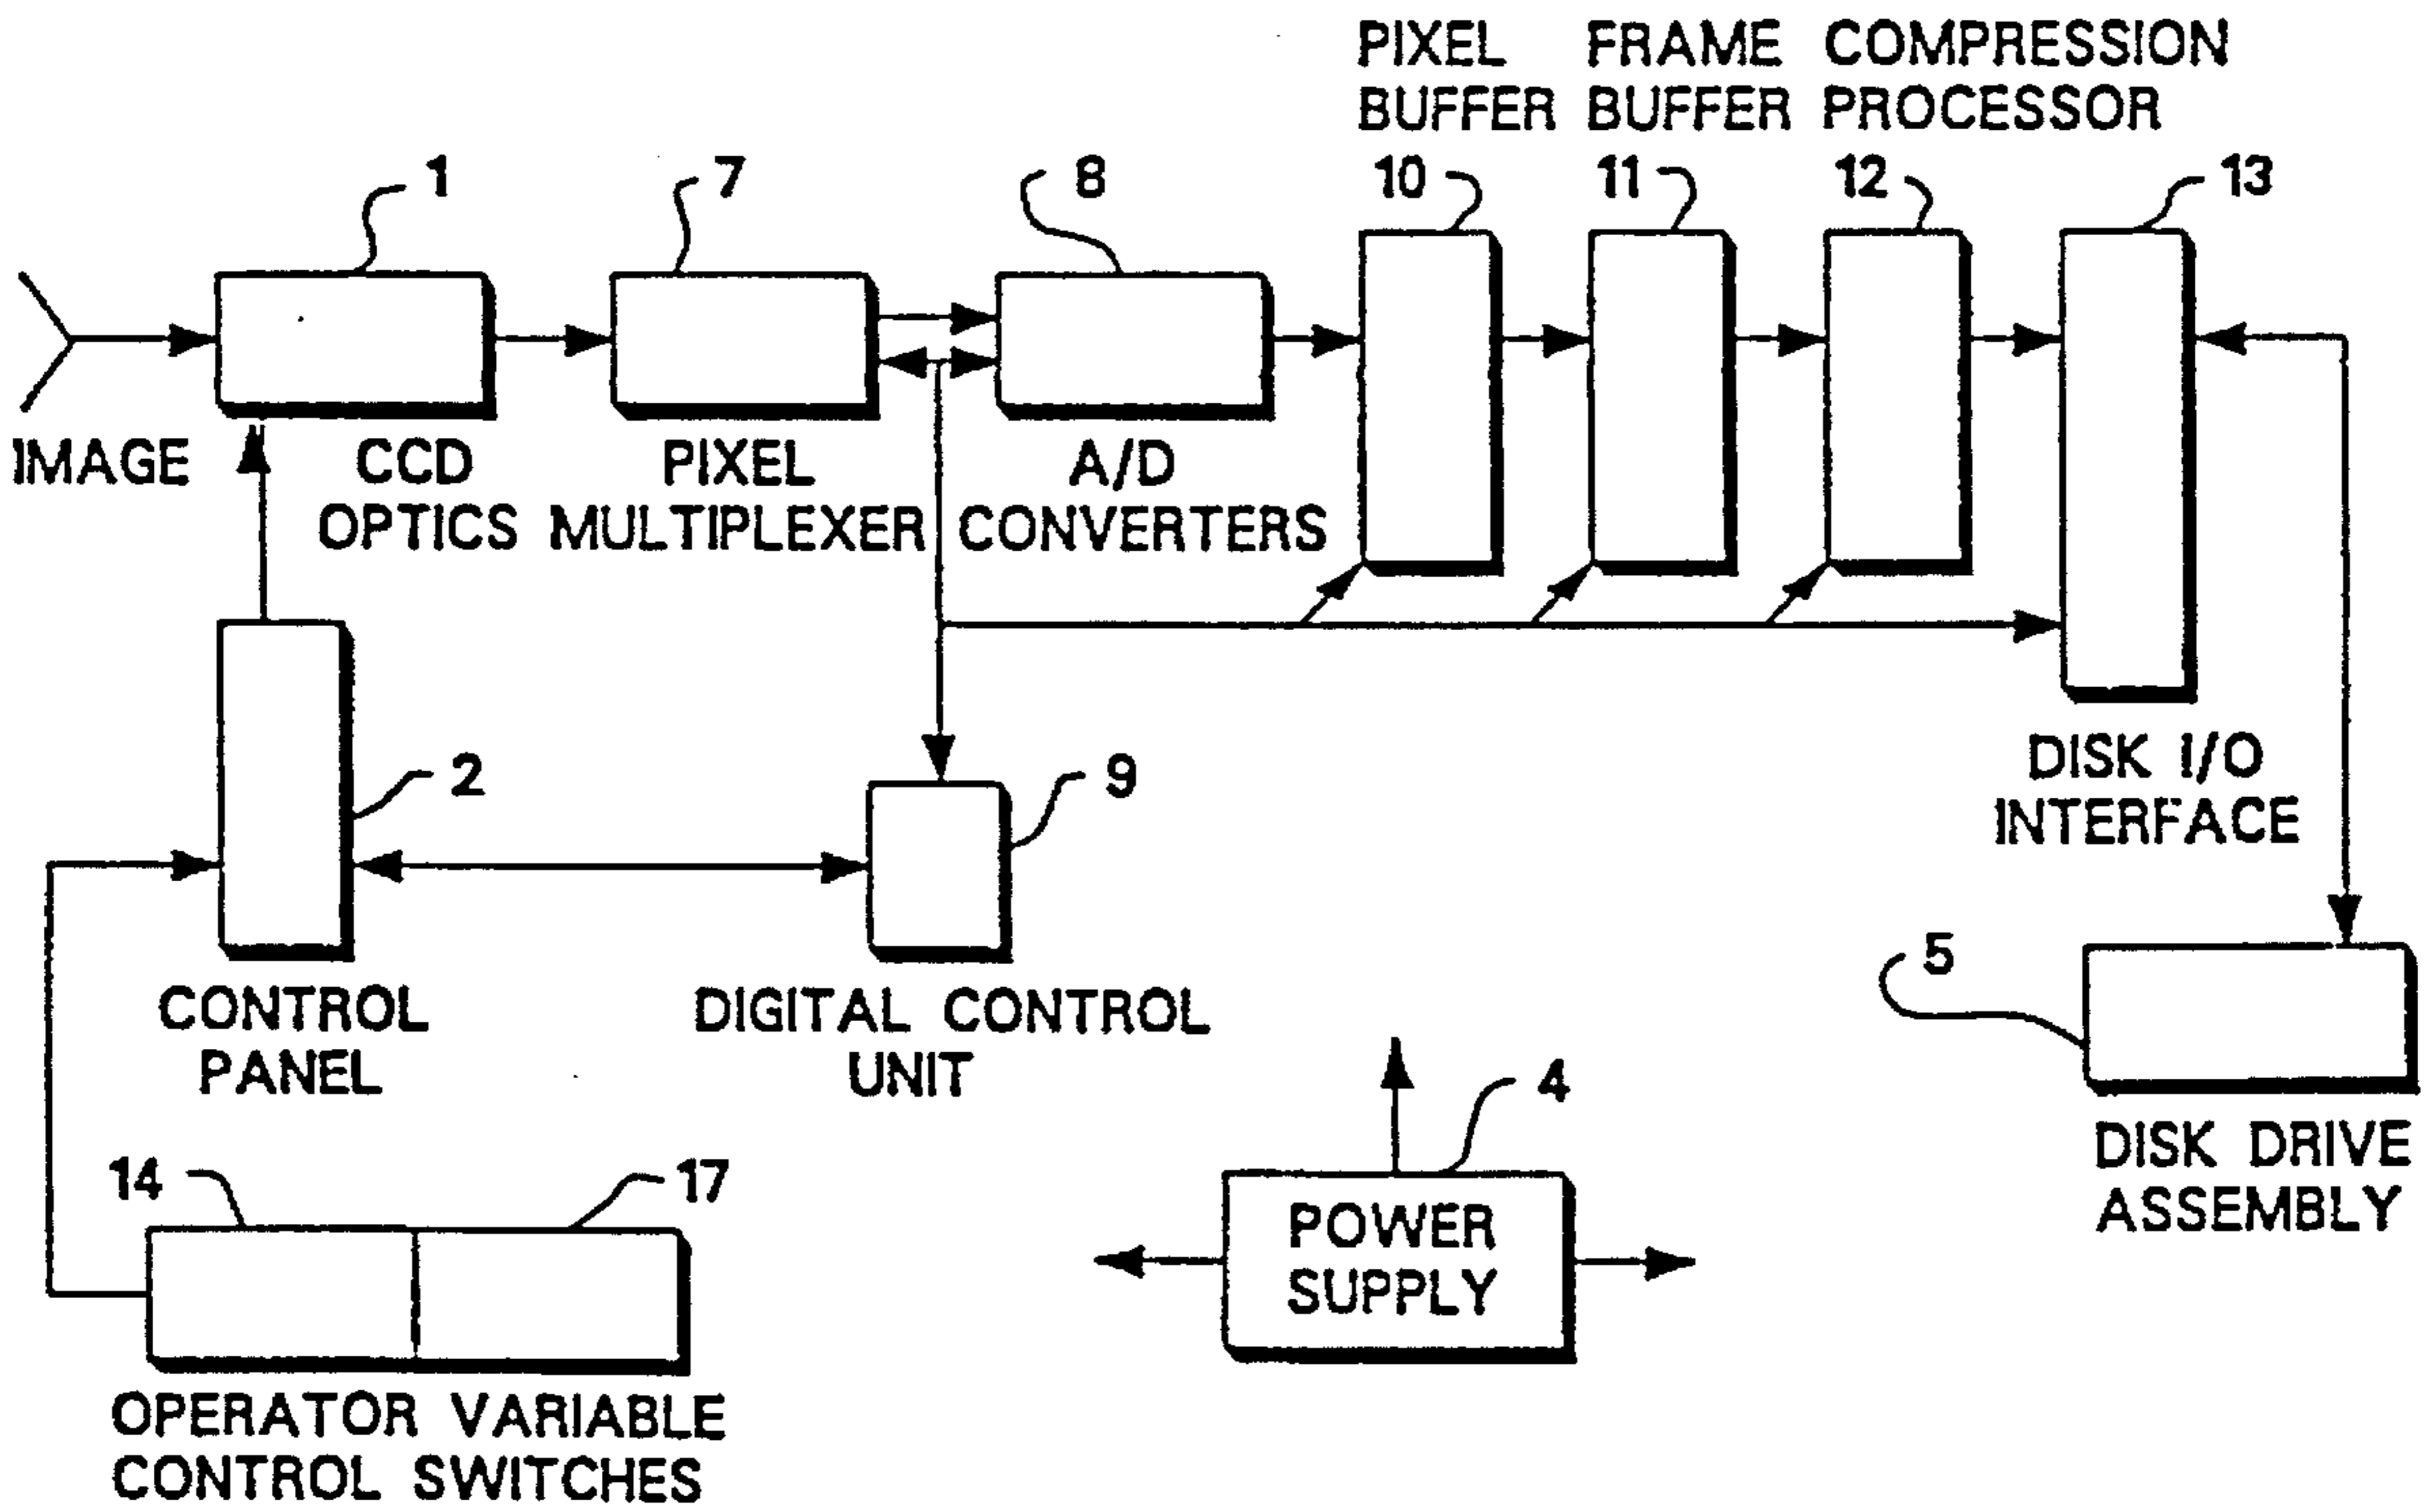 PIXEL FRAME COMPRESSION
BUFFER BUFFER PROCESSOR
1 7 8 10 11 12 13
IMAGE CCD PIXEL A/D
OPTICS MULTIPLEXER CONVERTERS
2 9
DISK I/O
INTERFACE
CONTROL
PANEL
DIGITAL CONTROL
UNIT
5
4
DISK DRIVE
ASSEMBLY
14 17
POWER
SUPPLY
OPERATOR VARIABLE
CONTROL SWITCHES